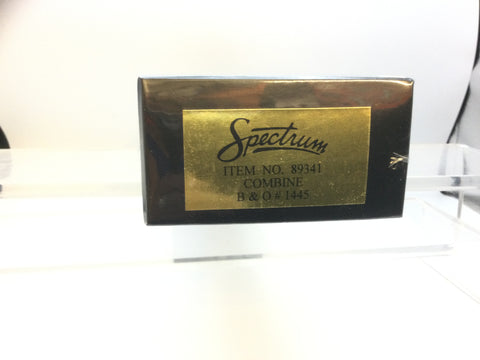 Spectrum
ITEM NO. 89341
COMBINE
B & O # 1445